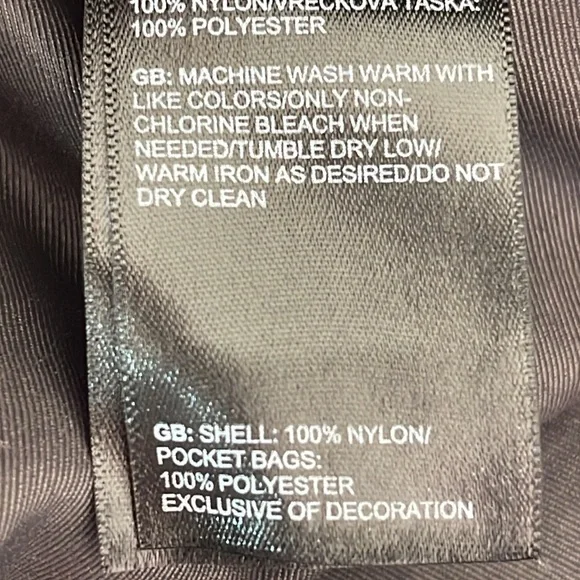 100% NYLON/VRECKOVÁ TAŠKA:
100% POLYESTER
GB: MACHINE WASH WARM WITH
LIKE COLORS/ONLY NON-
CHLORINE BLEACH WHEN
NEEDED/TUMBLE DRY LOW/
WARM IRON AS DESIRED/DO NOT
DRY CLEAN
GB: SHELL: 100% NYLON/
POCKET BAGS:
100% POLYESTER
EXCLUSIVE OF DECORATION